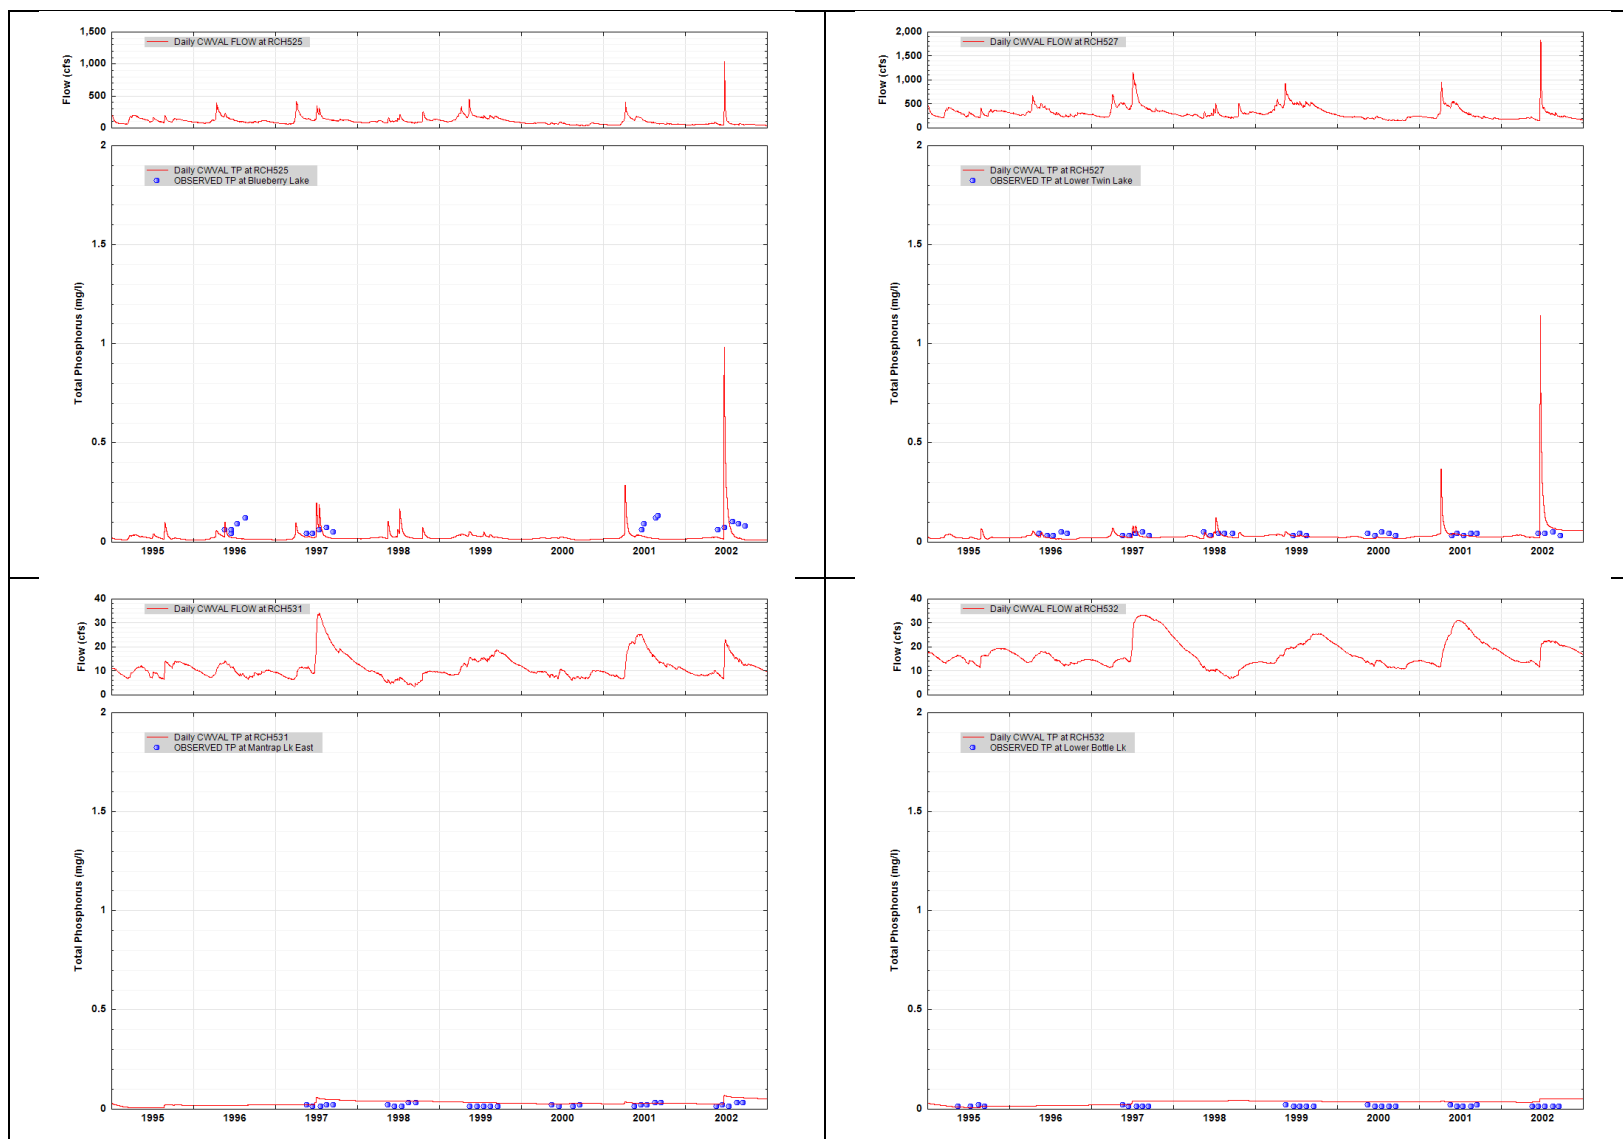 1,500
1,000
500
0
Flow (cfs)
Daily CWVAL FLOW at RCH525
2
1.5
1
0.5
0
Total Phosphorus (mg/l)
Daily CWVAL TP at RCH525
OBSERVED TP at Blueberry Lake
1995 1996 1997 1998 1999 2000 2001 2002
2,000
1,500
1,000
500
0
Flow (cfs)
Daily CWVAL FLOW at RCH527
2
1.5
1
0.5
0
Total Phosphorus (mg/l)
Daily CWVAL TP at RCH527
OBSERVED TP at Lower Twin Lake
1995 1996 1997 1998 1999 2000 2001 2002
40
30
20
10
0
Flow (cfs)
Daily CWVAL FLOW at RCH531
2
1.5
1
0.5
0
Total Phosphorus (mg/l)
Daily CWVAL TP at RCH531
OBSERVED TP at Mantrap Lk East
1995 1996 1997 1998 1999 2000 2001 2002
40
30
20
10
0
Flow (cfs)
Daily CWVAL FLOW at RCH532
2
1.5
1
0.5
0
Total Phosphorus (mg/l)
Daily CWVAL TP at RCH532
OBSERVED TP at Lower Bottle Lk
1995 1996 1997 1998 1999 2000 2001 2002